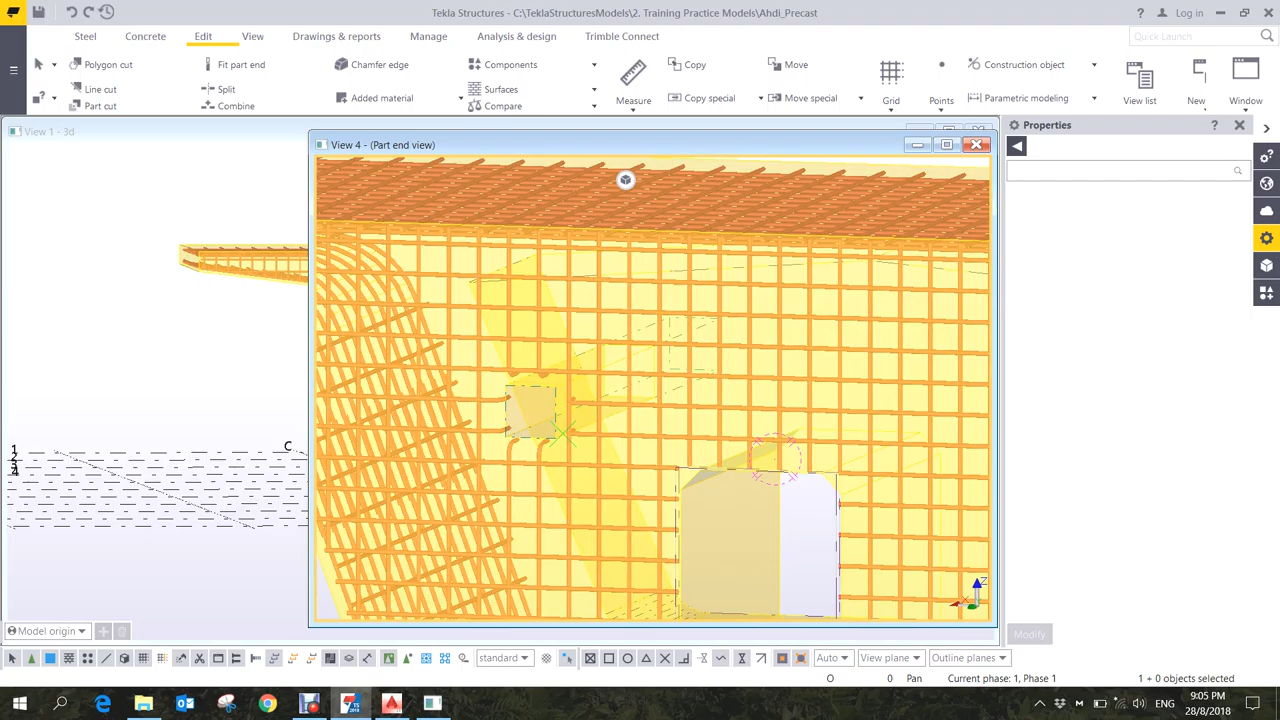 Tekla Structures - C:\TeklaStructuresModels\2. Training Practice Models\Ahdi_Precast
Log in
Steel
Concrete
Edit
View
Drawings & reports
Manage
Analysis & design
Trimble Connect
Quick Launch
Polygon cut
Fit part end
Chamfer edge
Components
Copy
Move
Construction object
Line cut
Split
Surfaces
Part cut
Combine
Added material
Compare
Measure
Copy special
Move special
Grid
Points
Parametric modeling
View list
New
Window
View 1 - 3d
View 4 - (Part end view)
Properties
C
1
2
4
Z
Model origin
Modify
standard
Auto
View plane
Outline planes
O
0
Pan
Current phase: 1, Phase 1
1 + 0 objects selected
ENG
9:05 PM
28/8/2018